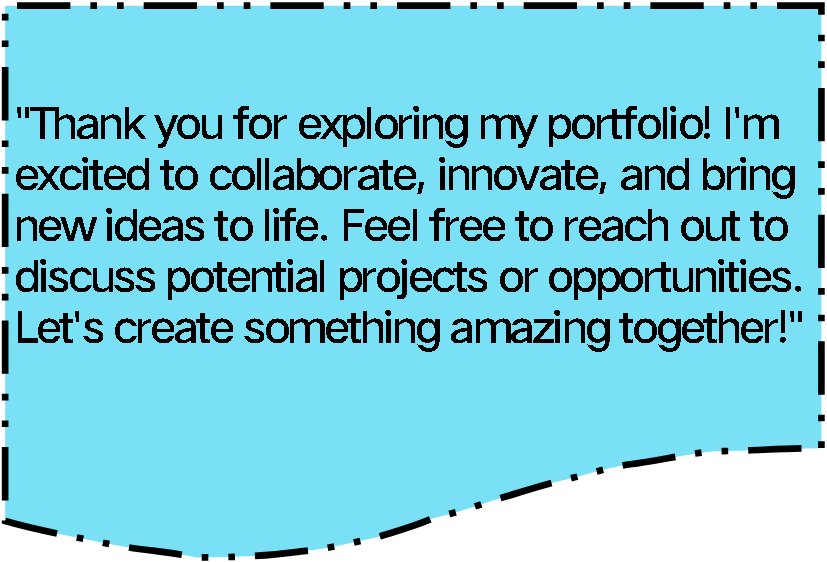 "Thank you for exploring my portfolio! I'm
excited to collaborate, innovate, and bring
new ideas to life. Feel free to reach out to
discuss potential projects or opportunities.
Let's create something amazing together!"